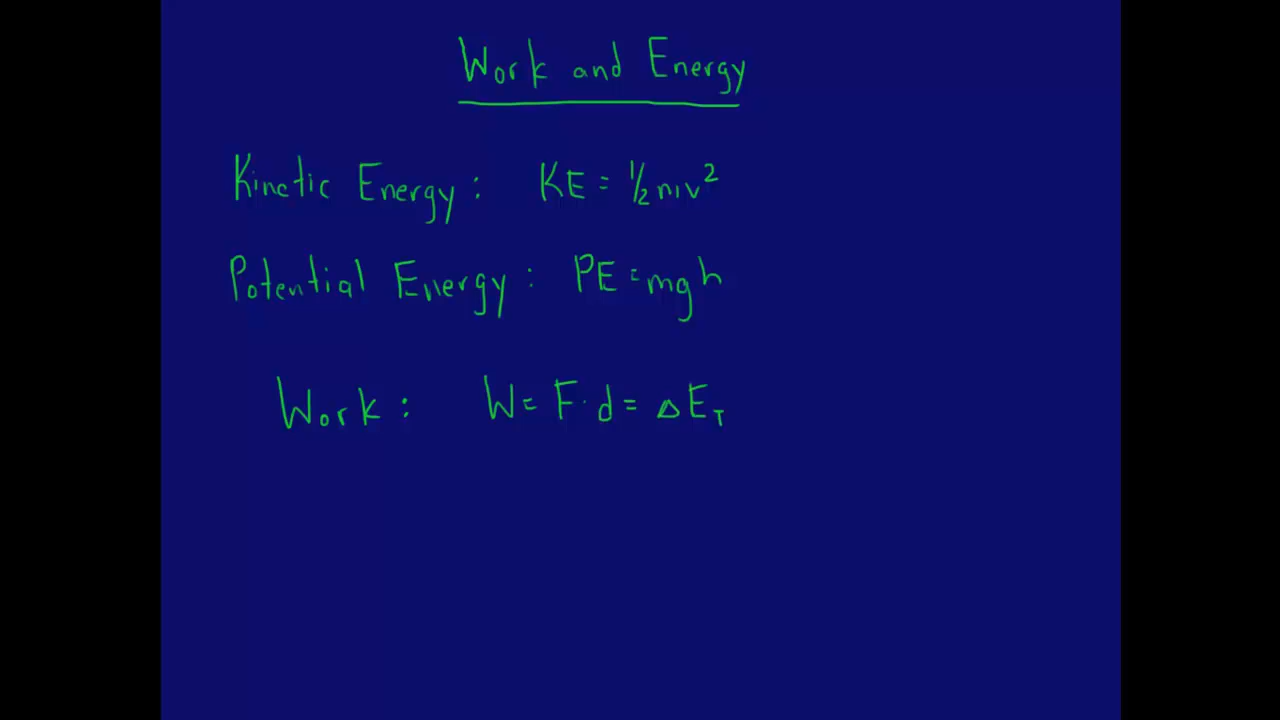 Work and Energy
Kinetic Energy: KE = ½mv²
Potential Energy: PE = mgh
Work: W = F·d = ΔE_T